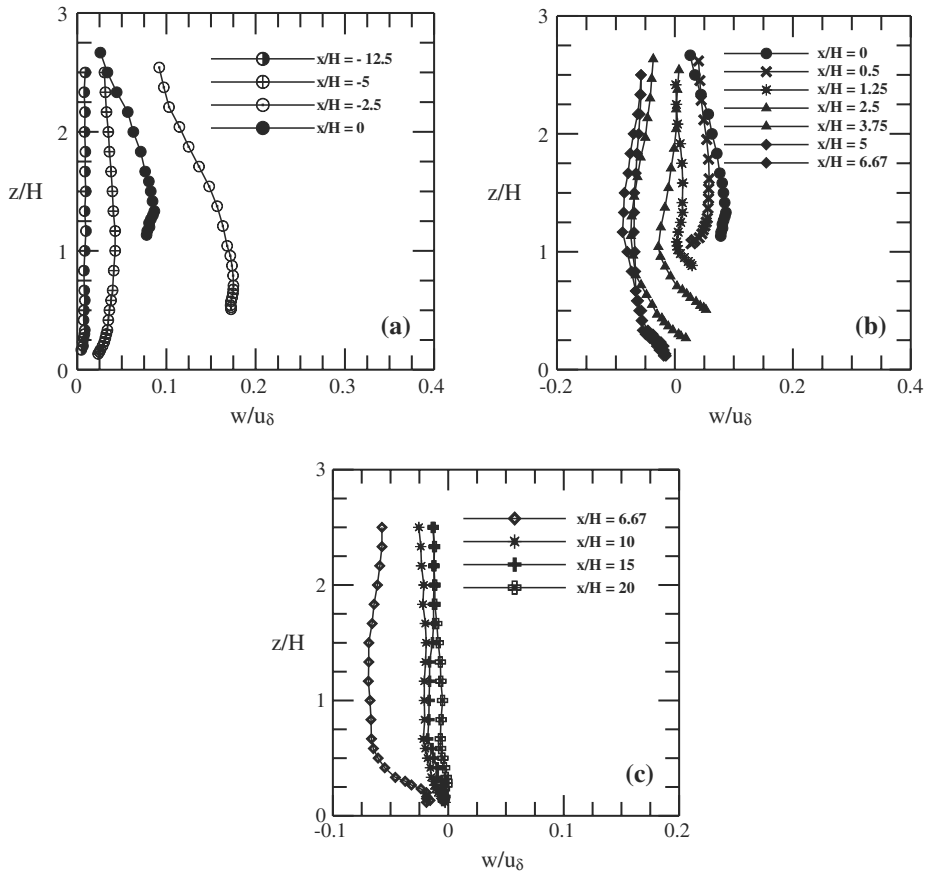 3
x/H = - 12.5
x/H = -5
x/H = -2.5
x/H = 0
2
z/H
1
(a)
0
0 0.1 0.2 0.3 0.4
w/uδ
3
x/H = 0
x/H = 0.5
x/H = 1.25
x/H = 2.5
x/H = 3.75
x/H = 5
x/H = 6.67
2
z/H
1
(b)
0
-0.2 0 0.2 0.4
w/uδ
3
x/H = 6.67
x/H = 10
x/H = 15
x/H = 20
2
z/H
1
(c)
0
-0.1 0 0.1 0.2
w/uδ